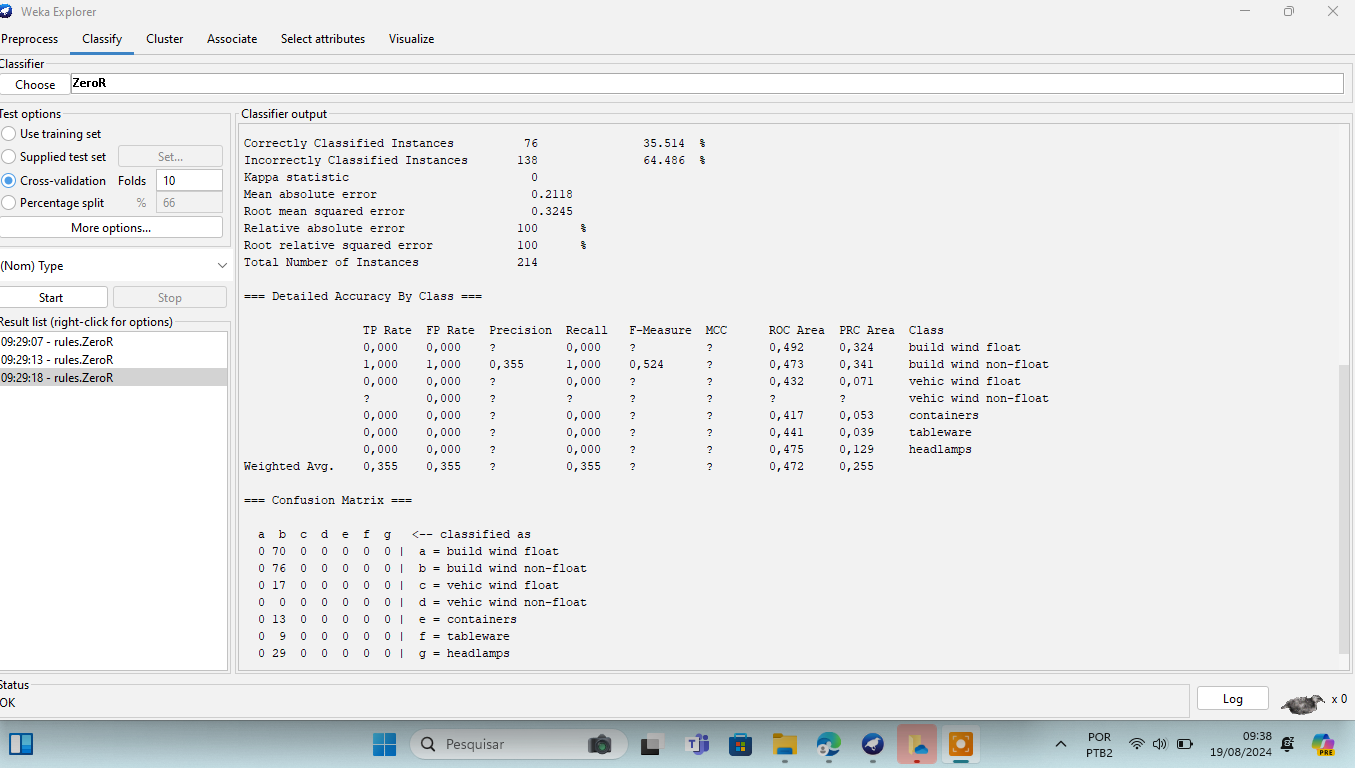 Weka Explorer
Preprocess Classify Cluster Associate Select attributes Visualize
Classifier
Choose ZeroR
Test options
Use training set
Supplied test set Set...
Cross-validation Folds 10
Percentage split % 66
More options...
(Nom) Type
Start Stop
Result list (right-click for options)
09:29:07 - rules.ZeroR
09:29:13 - rules.ZeroR
09:29:18 - rules.ZeroR
Classifier output
Correctly Classified Instances 76 35.514 %
Incorrectly Classified Instances 138 64.486 %
Kappa statistic 0
Mean absolute error 0.2118
Root mean squared error 0.3245
Relative absolute error 100 %
Root relative squared error 100 %
Total Number of Instances 214
=== Detailed Accuracy By Class ===
TP Rate FP Rate Precision Recall F-Measure MCC ROC Area PRC Area Class
0,000 0,000 ? 0,000 ? ? 0,492 0,324 build wind float
1,000 1,000 0,355 1,000 0,524 ? 0,473 0,341 build wind non-float
0,000 0,000 ? 0,000 ? ? 0,432 0,071 vehic wind float
? 0,000 ? ? ? ? ? ? vehic wind non-float
0,000 0,000 ? 0,000 ? ? 0,417 0,053 containers
0,000 0,000 ? 0,000 ? ? 0,441 0,039 tableware
0,000 0,000 ? 0,000 ? ? 0,475 0,129 headlamps
Weighted Avg. 0,355 0,355 ? 0,355 ? ? 0,472 0,255
=== Confusion Matrix ===
a b c d e f g <-- classified as
0 70 0 0 0 0 0 | a = build wind float
0 76 0 0 0 0 0 | b = build wind non-float
0 17 0 0 0 0 0 | c = vehic wind float
0 0 0 0 0 0 0 | d = vehic wind non-float
0 13 0 0 0 0 0 | e = containers
0 9 0 0 0 0 0 | f = tableware
0 29 0 0 0 0 0 | g = headlamps
Status
OK
Log
x 0
Pesquisar
POR
PTB2
09:38
19/08/2024
PRE